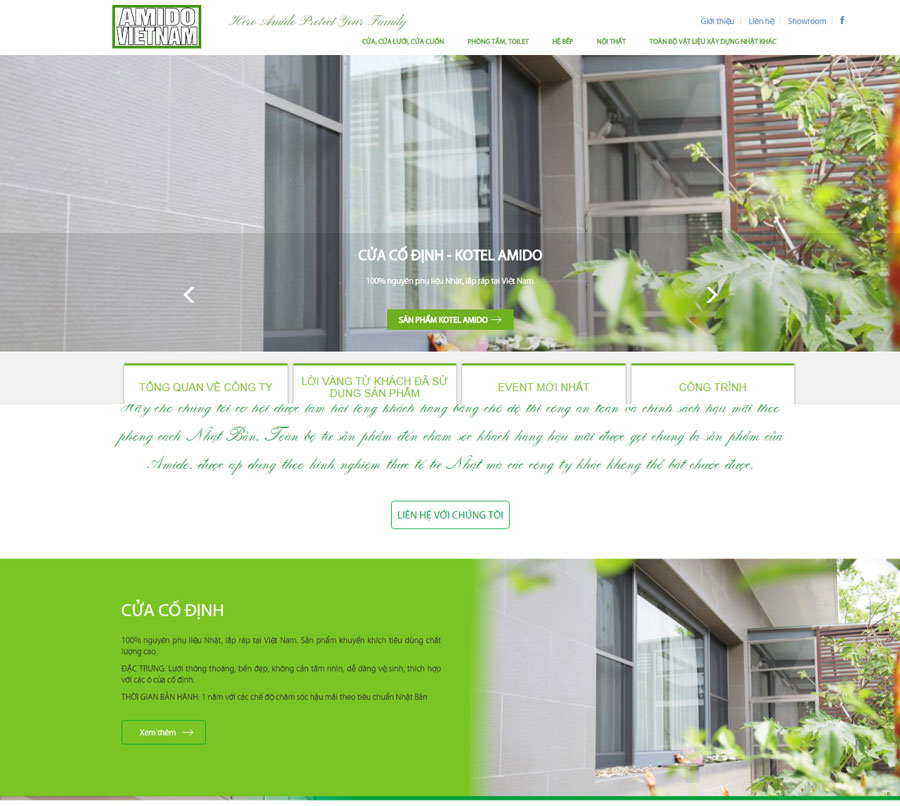 AMIDO
VIETNAM
Hero Amido Protect Your Family
Giới thiệu
Liên hệ
Showroom
f
CỬA, CỬA LƯỚI, CỬA CUỐN
PHÒNG TẮM, TOILET
HỆ BẾP
NỘI THẤT
TOÀN BỘ VẬT LIỆU XÂY DỰNG NHẬT KHÁC
CỬA CỐ ĐỊNH - KOTEL AMIDO
100% nguyên phụ liệu Nhật, lắp ráp tại Việt Nam.
SẢN PHẨM KOTEL AMIDO
TỔNG QUAN VỀ CÔNG TY
LỜI VÀNG TỪ KHÁCH ĐÃ SỬ
DỤNG SẢN PHẨM
EVENT MỚI NHẤT
CÔNG TRÌNH
Hãy cho chúng tôi cơ hội được làm hài lòng khách hàng bằng chế độ thi công an toàn và chính sách hậu mãi theo
phong cách Nhật Bản. Toàn bộ từ sản phẩm đến chăm sóc khách hàng hậu mãi được gọi chung là sản phẩm của
Amido. được áp dụng theo kinh nghiệm thực tế từ Nhật mà các công ty khác không thể bắt chước được.
LIÊN HỆ VỚI CHÚNG TÔI
CỬA CỐ ĐỊNH
100% nguyên phụ liệu Nhật, lắp ráp tại Việt Nam. Sản phẩm khuyến khích tiêu dùng chất
lượng cao.
ĐẶC TRƯNG: Lưới thông thoáng, bền đẹp, không cản tầm nhìn, dễ dàng vệ sinh, thích hợp
với các ô cửa cố định.
THỜI GIAN BẢN HÀNH: 1 năm với các chế độ chăm sóc hậu mãi theo tiêu chuẩn Nhật Bản
Xem thêm